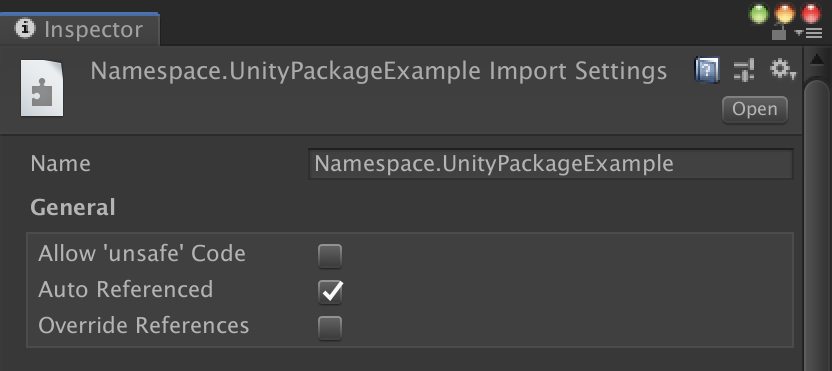 Inspector
Namespace.UnityPackageExample Import Settings
Open
Name Namespace.UnityPackageExample
General
Allow 'unsafe' Code
Auto Referenced
Override References